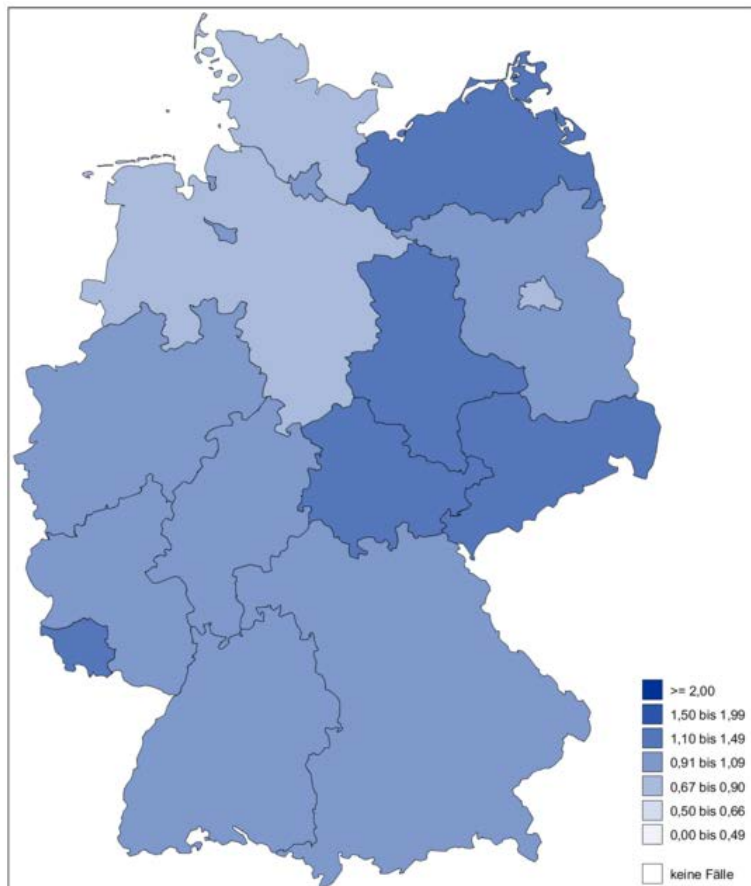 >= 2,00
1,50 bis 1,99
1,10 bis 1,49
0,91 bis 1,09
0,67 bis 0,90
0,50 bis 0,66
0,00 bis 0,49
keine Fälle